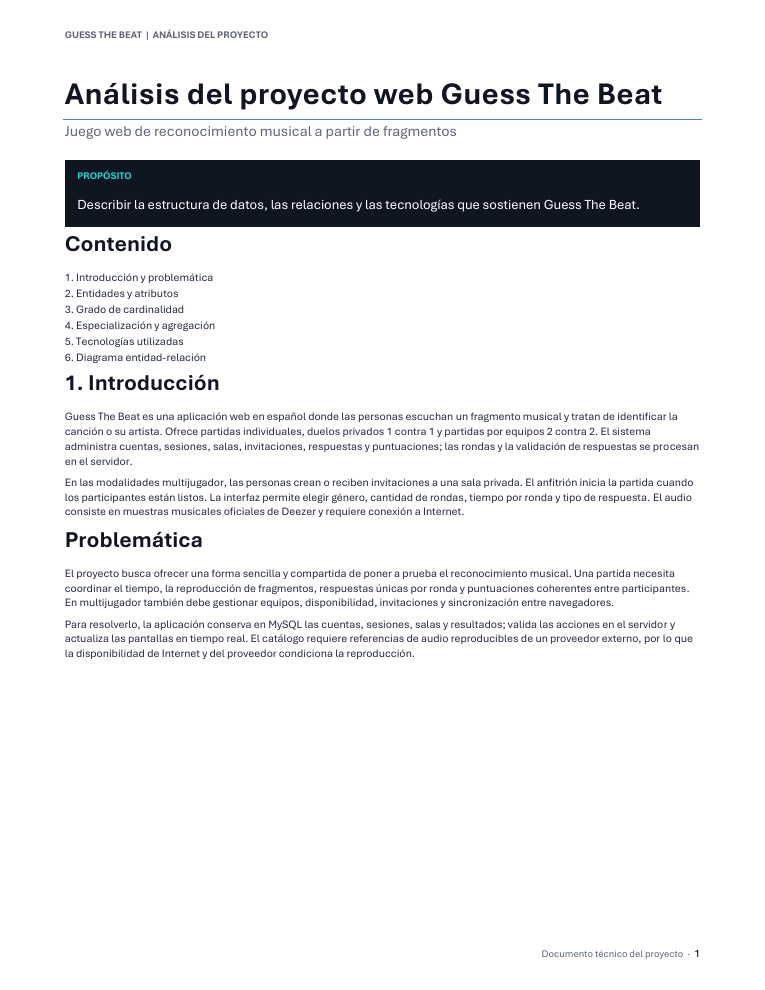 GUESS THE BEAT | ANÁLISIS DEL PROYECTO
Análisis del proyecto web Guess The Beat
Juego web de reconocimiento musical a partir de fragmentos
PROPÓSITO
Describir la estructura de datos, las relaciones y las tecnologías que sostienen Guess The Beat.
Contenido
1. Introducción y problemática
2. Entidades y atributos
3. Grado de cardinalidad
4. Especialización y agregación
5. Tecnologías utilizadas
6. Diagrama entidad-relación
1. Introducción
Guess The Beat es una aplicación web en español donde las personas escuchan un fragmento musical y tratan de identificar la
canción o su artista. Ofrece partidas individuales, duelos privados 1 contra 1 y partidas por equipos 2 contra 2. El sistema
administra cuentas, sesiones, salas, invitaciones, respuestas y puntuaciones; las rondas y la validación de respuestas se procesan
en el servidor.
En las modalidades multijugador, las personas crean o reciben invitaciones a una sala privada. El anfitrión inicia la partida cuando
los participantes están listos. La interfaz permite elegir género, cantidad de rondas, tiempo por ronda y tipo de respuesta. El audio
consiste en muestras musicales oficiales de Deezer y requiere conexión a Internet.
Problemática
El proyecto busca ofrecer una forma sencilla y compartida de poner a prueba el reconocimiento musical. Una partida necesita
coordinar el tiempo, la reproducción de fragmentos, respuestas únicas por ronda y puntuaciones coherentes entre participantes.
En multijugador también debe gestionar equipos, disponibilidad, invitaciones y sincronización entre navegadores.
Para resolverlo, la aplicación conserva en MySQL las cuentas, sesiones, salas y resultados; valida las acciones en el servidor y
actualiza las pantallas en tiempo real. El catálogo requiere referencias de audio reproducibles de un proveedor externo, por lo que
la disponibilidad de Internet y del proveedor condiciona la reproducción.
Documento técnico del proyecto · 1